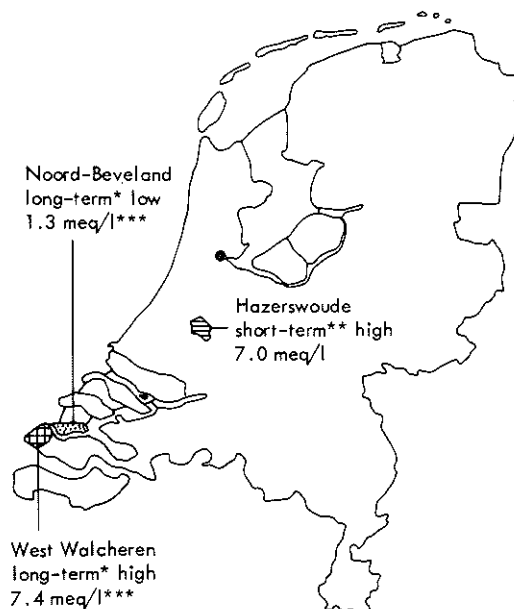 Noord-Beveland
long-term* low
1.3 meq/l***
Hazerswoude
short-term** high
7.0 meq/l
West Walcheren
long-term* high
7.4 meq/l***